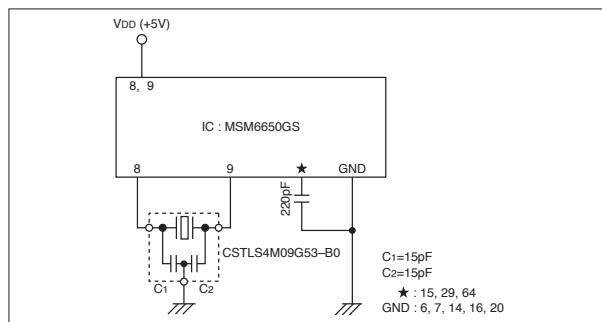 VDD (+5V)
8, 9
IC : MSM6650GS
8
9
★
GND
220pF
CSTLS4M09G53–B0
C1
C2
C1=15pF
C2=15pF
★ : 15, 29, 64
GND : 6, 7, 14, 16, 20